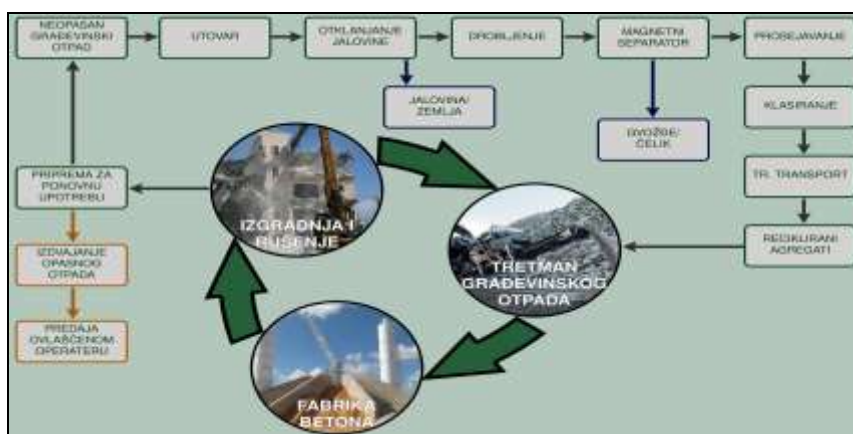 NEOPASAN
GRAĐEVINSKI
OTPAD
UTOVAR
OTKLANJANJE
JALOVINE
DROBLJENJE
MAGNETNI
SEPARATOR
PROSEJAVANJE
JALOVINA/
ZEMLJA
GVOŽĐE/
ČELIK
KLASIRANJE
PRIPREMA ZA
PONOVNU
UPOTREBU
TR. TRANSPORT
IZGRADNJA I
RUŠENJE
IZDVAJANJE
OPASNOG
OTPADA
TRETMAN
GRAĐEVINSKOG
OTPADA
RECIKLIRANI
AGREGATI
PREDAJA
OVLAŠĆENOM
OPERATERU
FABRIKA
BETONA